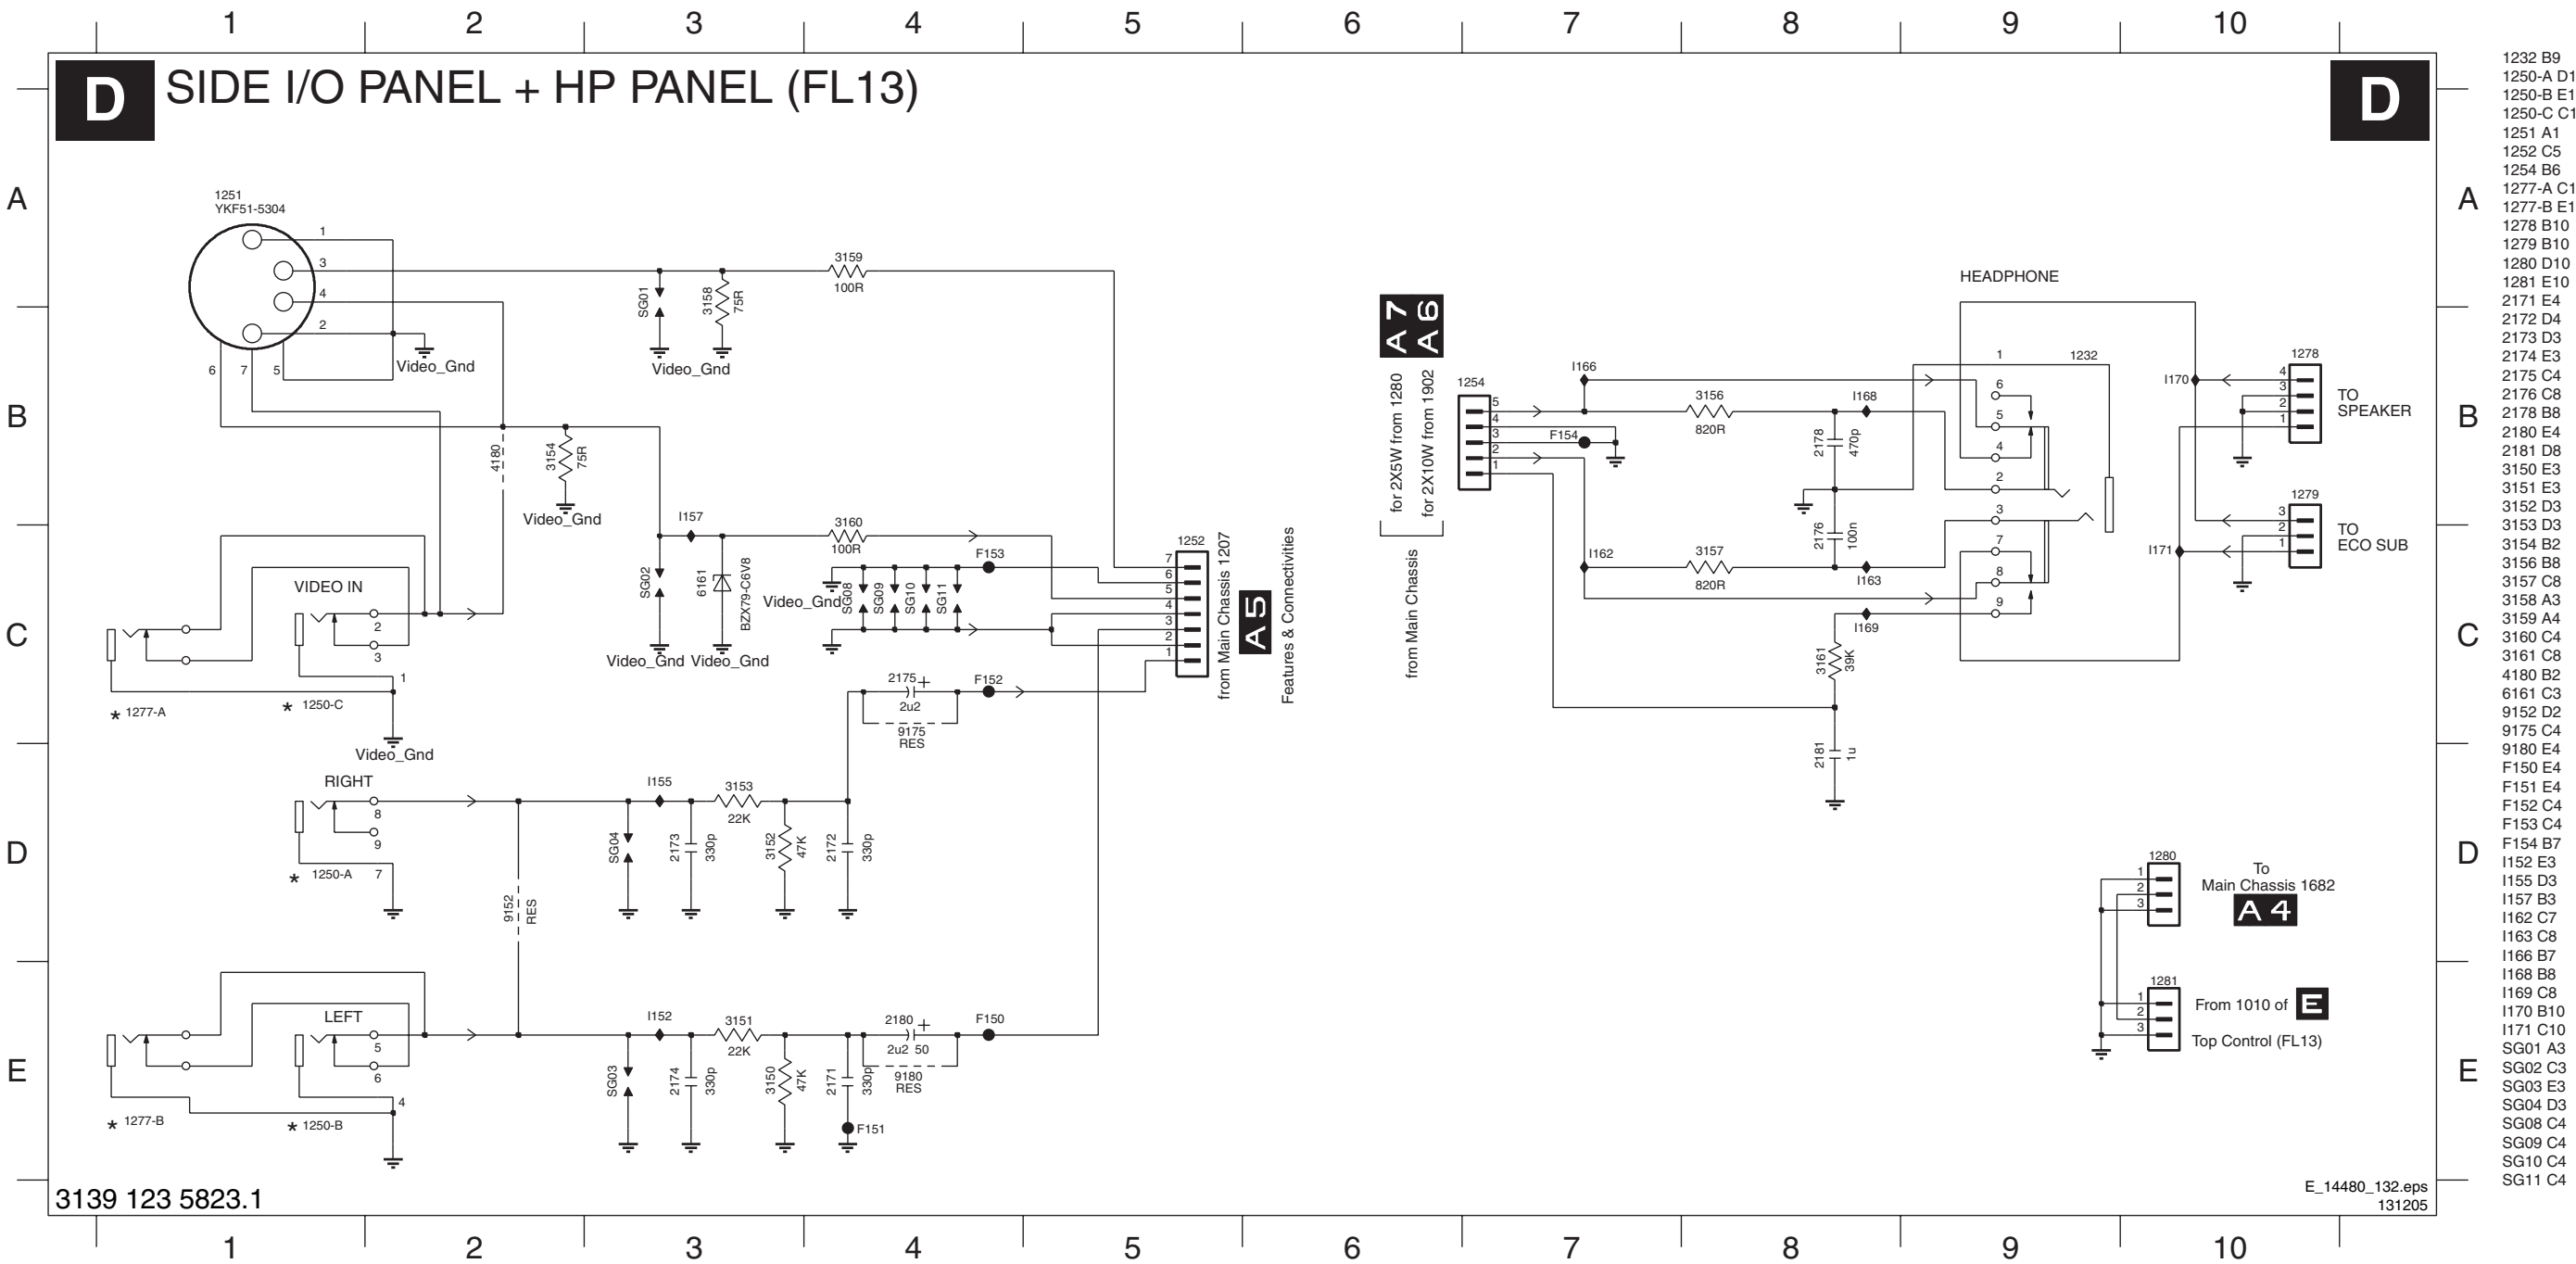 1 2 3 4 5 6 7 8 9 10
D SIDE I/O PANEL + HP PANEL (FL13) D
A
1251
YKF51-5304
1
3
4
2
6 7 5
Video_Gnd
SG01
3158
75R
Video_Gnd
3159
100R
A
B
4180
3154
75R
Video_Gnd
I157
SG02
Video_Gnd
6161
BZX79-C6V8
Video_Gnd
3160
100R
F153
Video_Gnd
SG08
SG09
SG10
SG11
1252
7
6
5
4
3
2
1
from Main Chassis 1207
A5
Features & Connectivities
C
VIDEO IN
2
3
1
* 1277-A
* 1250-C
Video_Gnd
2175 +
2u2
9175
RES
F152
D
RIGHT
8
9
7
* 1250-A
9152
RES
I155
SG04
2173
330p
3153
22K
3152
47K
2172
330p
E
LEFT
5
6
4
* 1277-B
* 1250-B
I152
SG03
2174
330p
3151
22K
3150
47K
2171
330p
F151
2180 +
2u2 50
9180
RES
F150
A7
A6
for 2X5W from 1280
for 2X10W from 1902
from Main Chassis
1254
5
4
3
2
1
I166
F154
I162
3156
820R
3157
820R
2178
470p
2176
100n
I168
I163
I169
3161
39K
2181
1u
HEADPHONE
1 1232
6
5
4
2
3
7
8
9
I170
I171
1278
4
3
2
1
TO
SPEAKER
1279
3
2
1
TO
ECO SUB
1280
1
2
3
To
Main Chassis 1682
A 4
1281
1
2
3
From 1010 of E
Top Control (FL13)
B
C
D
E
3139 123 5823.1
E_14480_132.eps
131205
1 2 3 4 5 6 7 8 9 10
1232 B9
1250-A D1
1250-B E1
1250-C C1
1251 A1
1252 C5
1254 B6
1277-A C1
1277-B E1
1278 B10
1279 B10
1280 D10
1281 E10
2171 E4
2172 D4
2173 D3
2174 E3
2175 C4
2176 C8
2178 B8
2180 E4
2181 D8
3150 E3
3151 E3
3152 D3
3153 D3
3154 B2
3156 B8
3157 C8
3158 A3
3159 A4
3160 C4
3161 C8
4180 B2
6161 C3
9152 D2
9175 C4
9180 E4
F150 E4
F151 E4
F152 C4
F153 C4
F154 B7
I152 E3
I155 D3
I157 B3
I162 C7
I163 C8
I166 B7
I168 B8
I169 C8
I170 B10
I171 C10
SG01 A3
SG02 C3
SG03 E3
SG04 D3
SG08 C4
SG09 C4
SG10 C4
SG11 C4